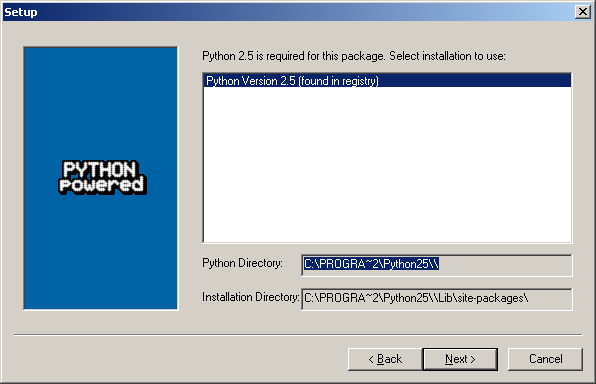 Setup
Python 2.5 is required for this package. Select installation to use:
Python Version 2.5 (found in registry)
PYTHON
powered
Python Directory: C:\PROGRA~2\Python25\\
Installation Directory: C:\PROGRA~2\Python25\\Lib\site-packages\
< Back Next > Cancel